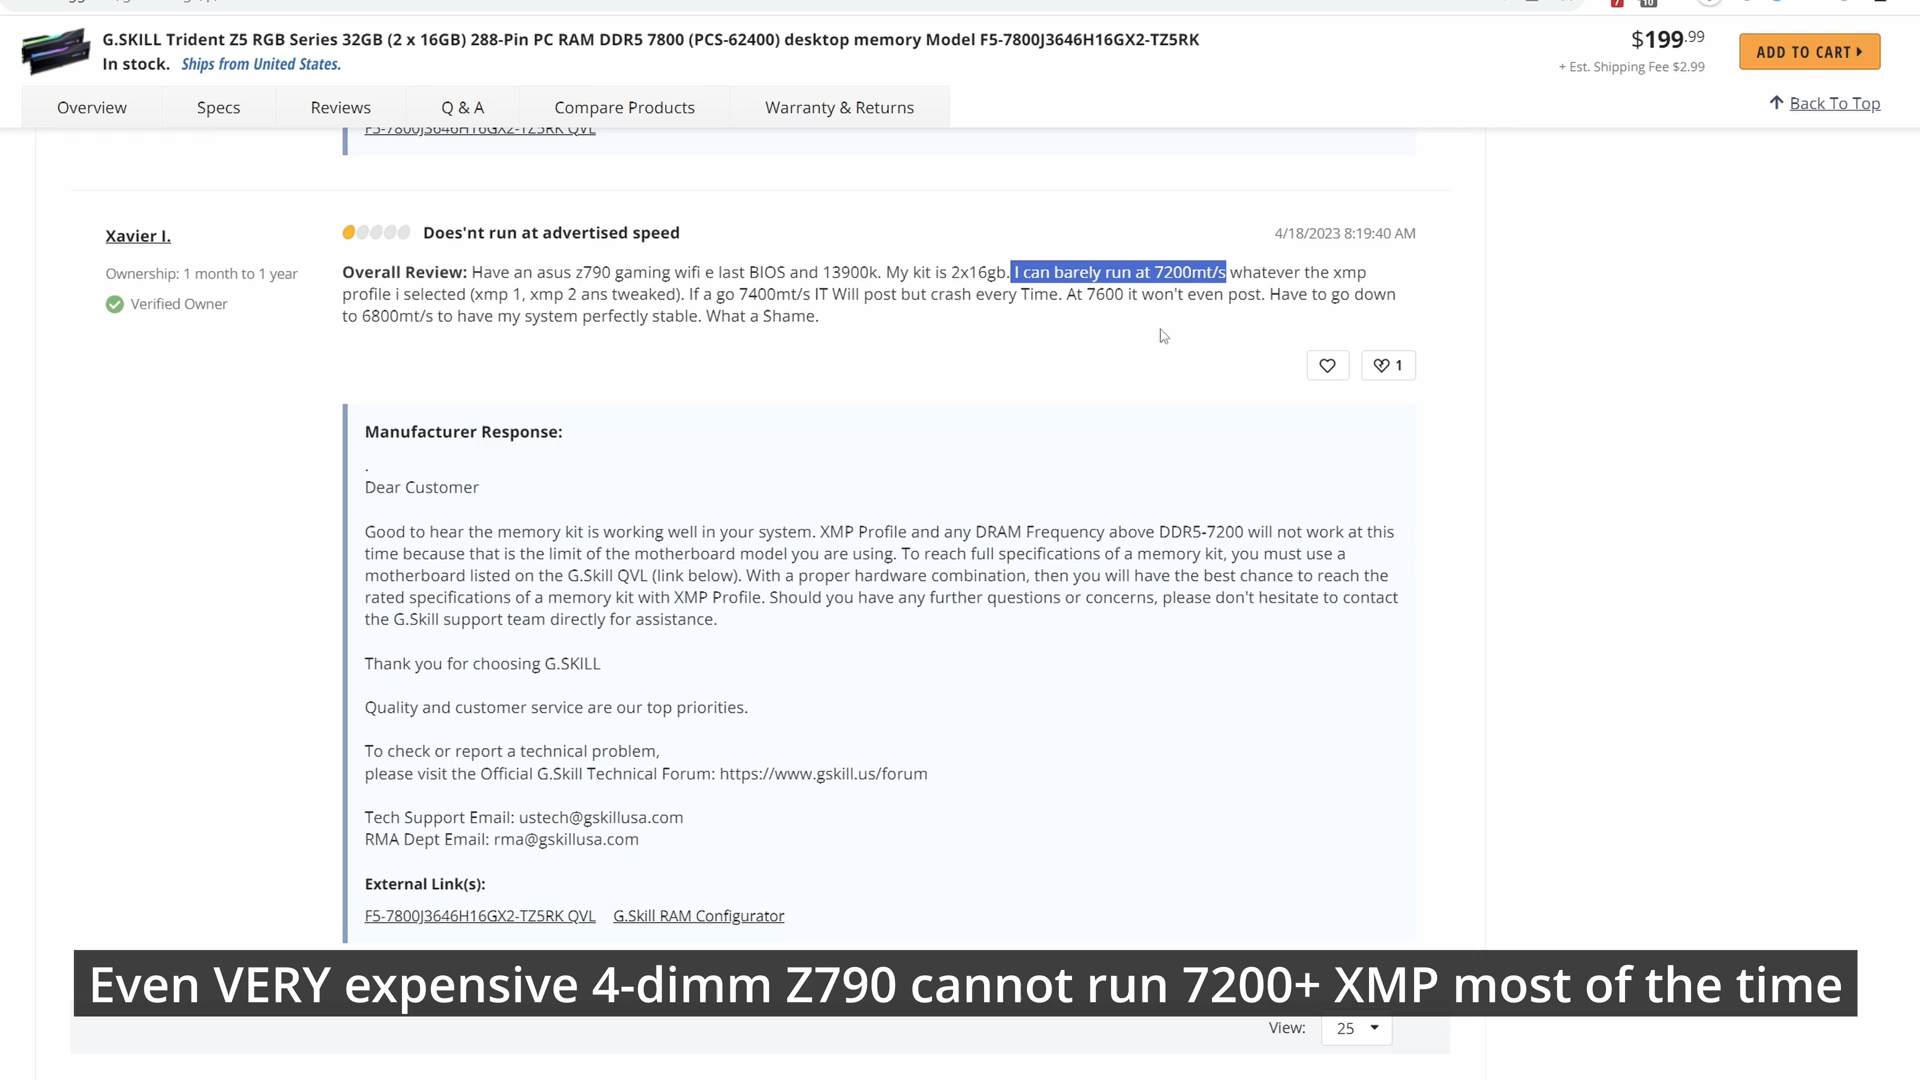 G.SKILL Trident Z5 RGB Series 32GB (2 x 16GB) 288-Pin PC RAM DDR5 7800 (PCS-62400) desktop memory Model F5-7800J3646H16GX2-TZ5RK
In stock. Ships from United States.
$199.99
+ Est. Shipping Fee $2.99
ADD TO CART
Overview Specs Reviews Q & A Compare Products Warranty & Returns
Back To Top
F5-7800J3646H16GX2-TZ5RK QVL
Xavier I.
Ownership: 1 month to 1 year
Verified Owner
Does'nt run at advertised speed
4/18/2023 8:19:40 AM
Overall Review: Have an asus z790 gaming wifi e last BIOS and 13900k. My kit is 2x16gb. I can barely run at 7200mt/s whatever the xmp
profile i selected (xmp 1, xmp 2 ans tweaked). If a go 7400mt/s IT Will post but crash every Time. At 7600 it won't even post. Have to go down
to 6800mt/s to have my system perfectly stable. What a Shame.
1
Manufacturer Response:
.
Dear Customer
Good to hear the memory kit is working well in your system. XMP Profile and any DRAM Frequency above DDR5-7200 will not work at this
time because that is the limit of the motherboard model you are using. To reach full specifications of a memory kit, you must use a
motherboard listed on the G.Skill QVL (link below). With a proper hardware combination, then you will have the best chance to reach the
rated specifications of a memory kit with XMP Profile. Should you have any further questions or concerns, please don't hesitate to contact
the G.Skill support team directly for assistance.
Thank you for choosing G.SKILL
Quality and customer service are our top priorities.
To check or report a technical problem,
please visit the Official G.Skill Technical Forum: https://www.gskill.us/forum
Tech Support Email: ustech@gskillusa.com
RMA Dept Email: rma@gskillusa.com
External Link(s):
F5-7800J3646H16GX2-TZ5RK QVL G.Skill RAM Configurator
Even VERY expensive 4-dimm Z790 cannot run 7200+ XMP most of the time
View: 25